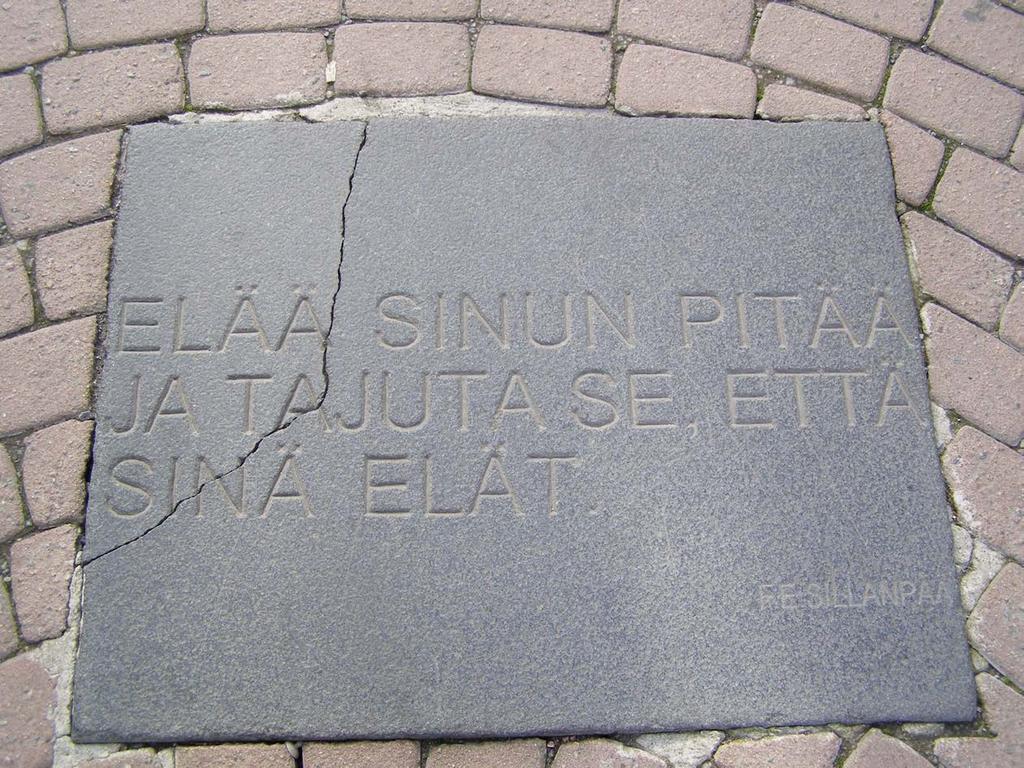 ELÄÄ SINUN PITÄÄ
JA TAJUTA SE, ETTÄ
SINÄ ELÄT.
F.E SILLANPÄÄ